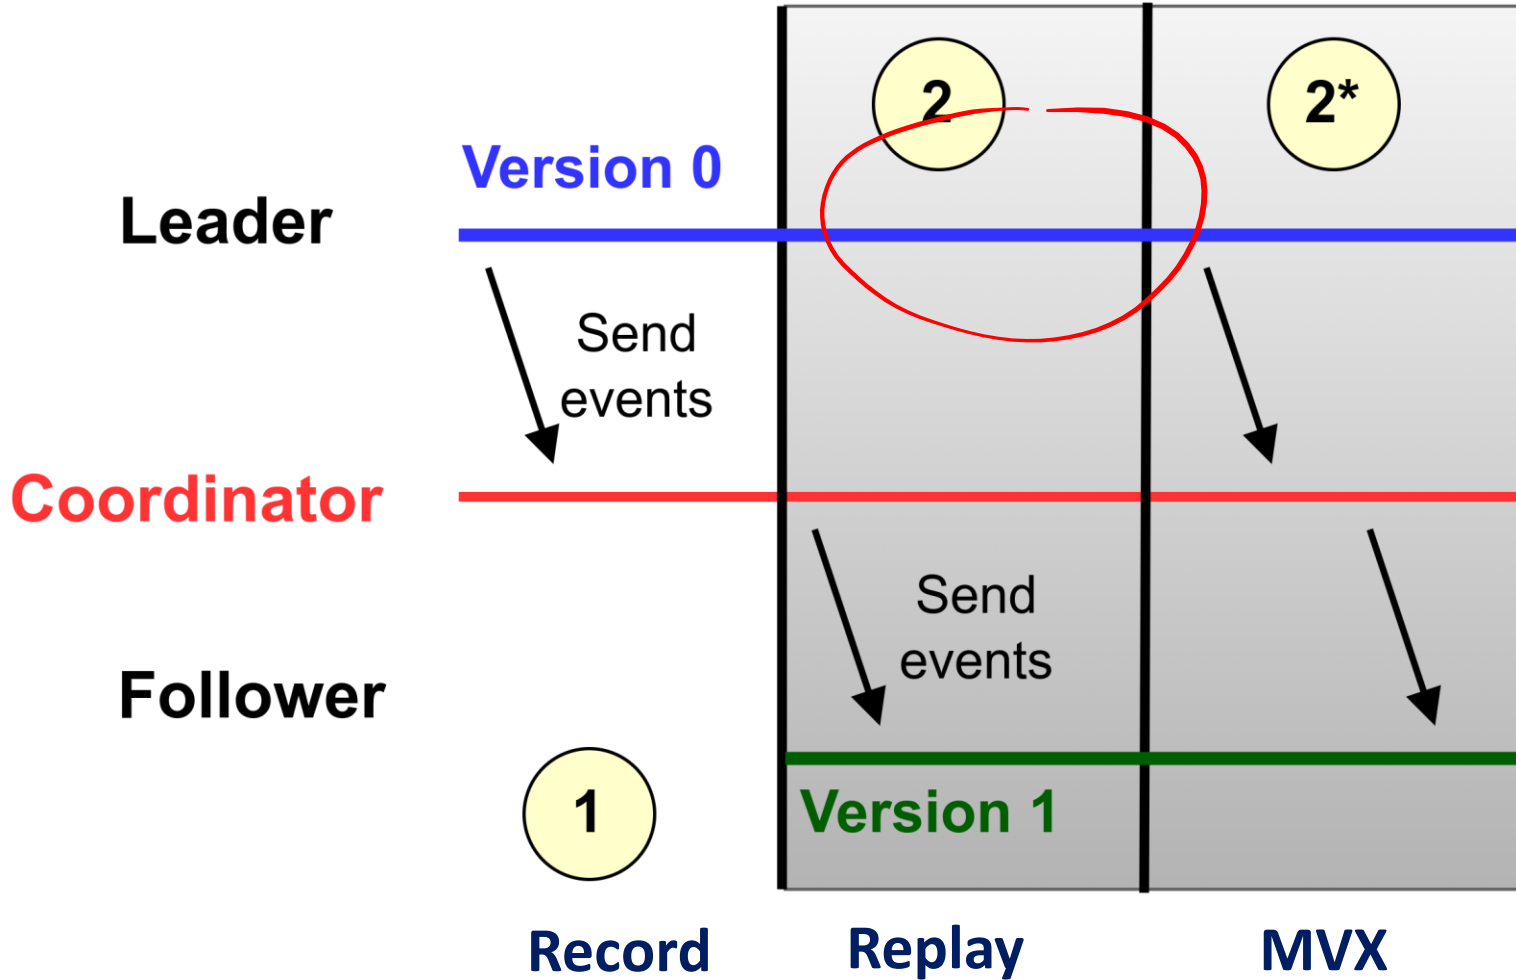 2
2*
Version 0
Leader
Send
events
Coordinator
Send
events
Follower
1
Version 1
Record
Replay
MVX